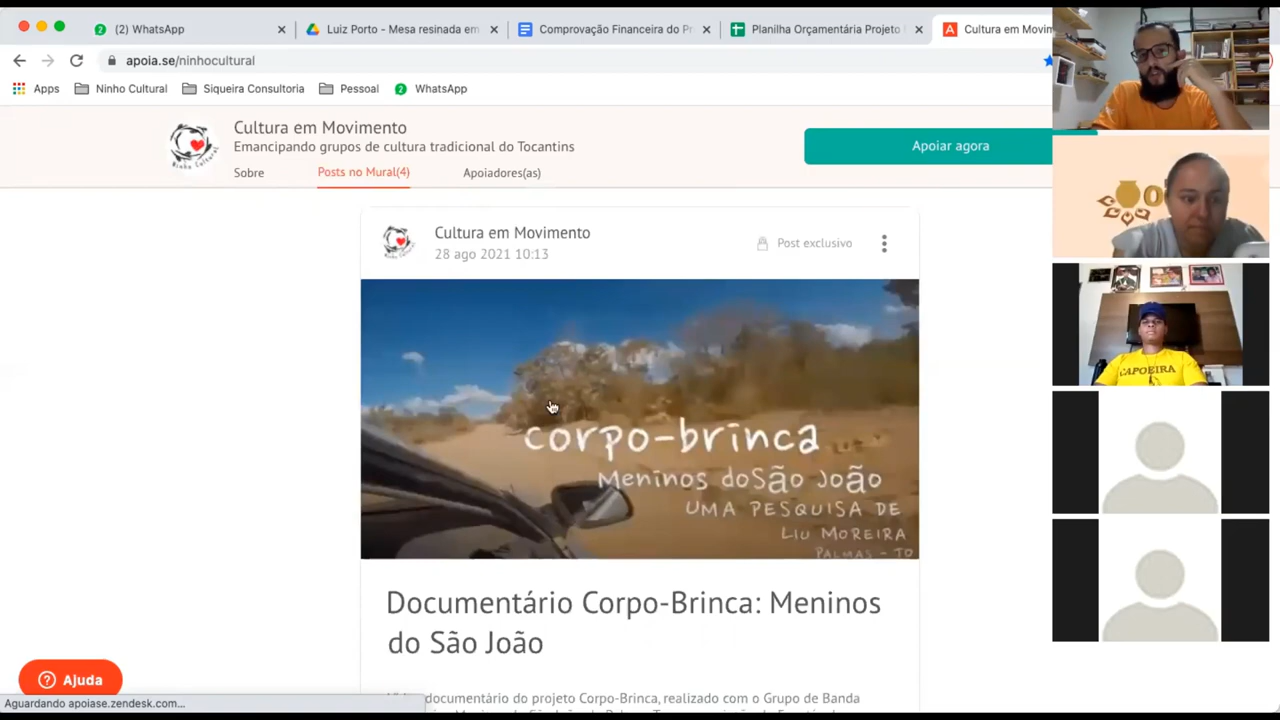 (2) WhatsApp
Luiz Porto - Mesa resinada em
Comprovação Financeira do Pr
Planilha Orçamentária Projeto
Cultura em Movim
apoia.se/ninhocultural
Apps
Ninho Cultural
Siqueira Consultoria
Pessoal
WhatsApp
Cultura em Movimento
Emancipando grupos de cultura tradicional do Tocantins
Apoiar agora
Sobre
Posts no Mural(4)
Apoiadores(as)
Ninho Cultural
Cultura em Movimento
28 ago 2021 10:13
Post exclusivo
corpo-brinca
Meninos do São João
UMA PESQUISA DE
LIU MOREIRA
PALMAS - TO
Documentário Corpo-Brinca: Meninos
do São João
documentário do projeto Corpo-Brinca, realizado com o Grupo de Banda
Ajuda
Aguardando apoiase.zendesk.com...
CAPOEIRA